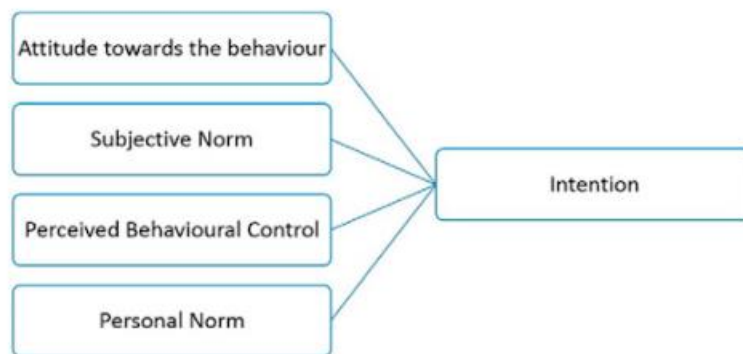 Attitude towards the behaviour
Subjective Norm
Perceived Behavioural Control
Personal Norm
Intention